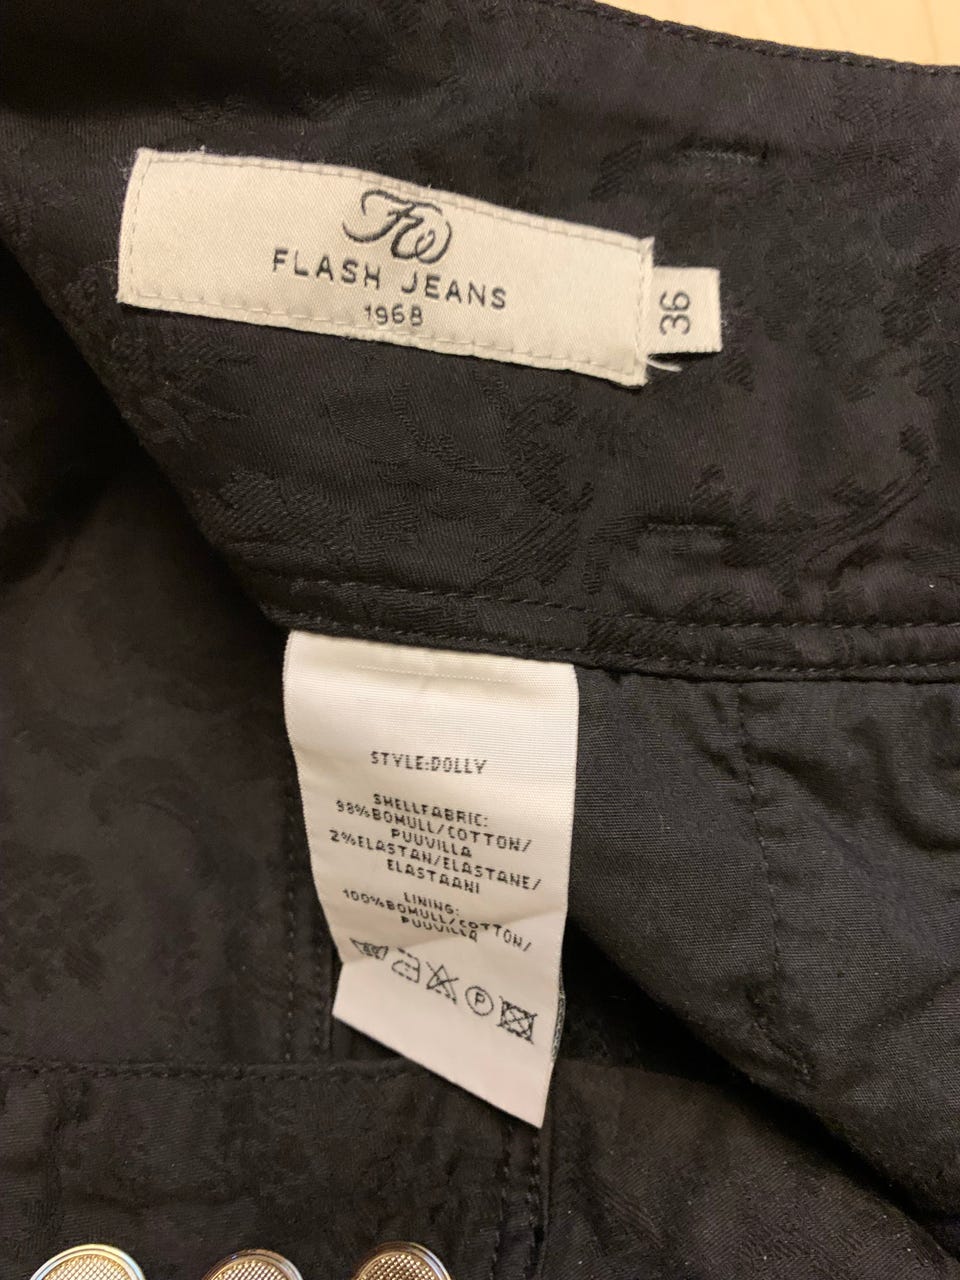 FW
FLASH JEANS
1968
36
STYLE:DOLLY
SHELLFABRIC:
98%BOMULL/COTTON/
PUUVILLA
2%ELASTAN/ELASTANE/
ELASTAANI
LINING:
100%BOMULL/COTTON/
PUUVILLA
P